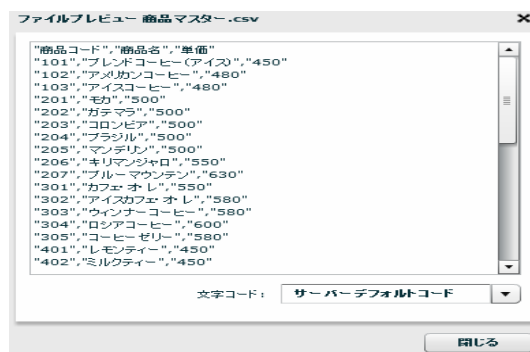 ファイルプレビュー 商品マスター.csv
"商品コード","商品名","単価"
"101","ブレンドコーヒー(アイス)","450"
"102","アメリカンコーヒー","480"
"103","アイスコーヒー","480"
"201","モカ","500"
"202","ガテマラ","500"
"203","コロンビア","500"
"204","ブラジル","500"
"205","マンデリン","500"
"206","キリマンジャロ","550"
"207","ブルーマウンテン","630"
"301","カフェ・オ・レ","550"
"302","アイスカフェ・オ・レ","580"
"303","ウィンナーコーヒー","580"
"304","ロシアコーヒー","600"
"305","コーヒーゼリー","580"
"401","レモンティー","450"
"402","ミルクティー","450"
文字コード: サーバーデフォルトコード
閉じる